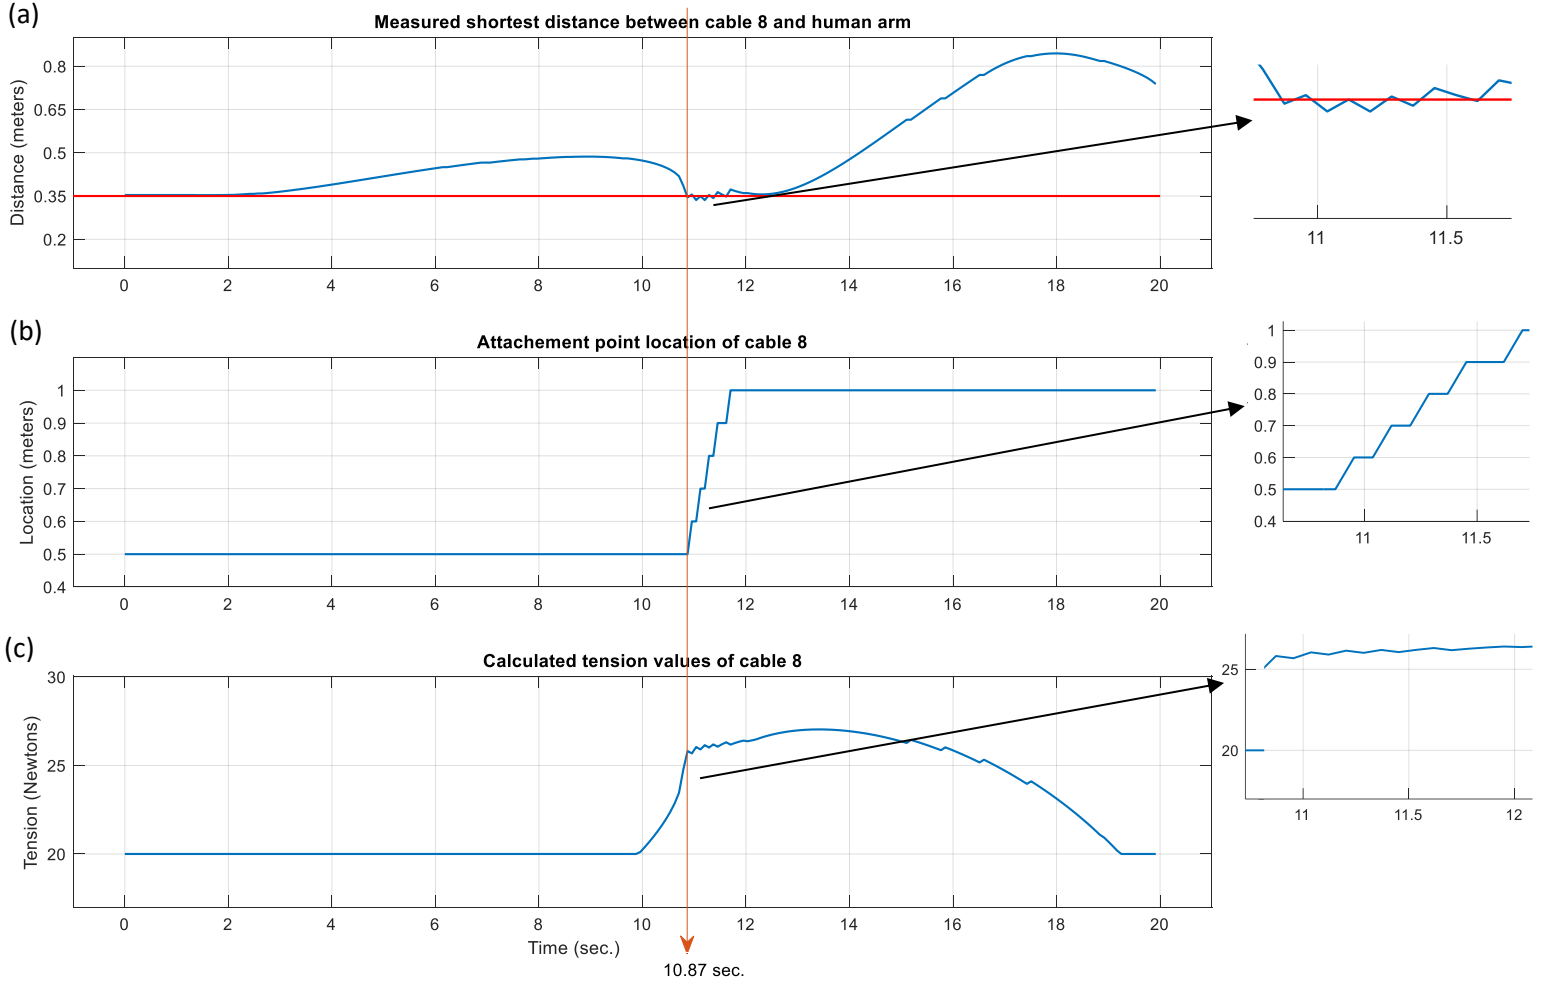 (a)
Measured shortest distance between cable 8 and human arm
Distance (meters)
0.8
0.65
0.5
0.35
0.2
0 2 4 6 8 10 12 14 16 18 20
11 11.5
(b)
Attachement point location of cable 8
Location (meters)
1
0.9
0.8
0.7
0.6
0.5
0.4
0 2 4 6 8 10 12 14 16 18 20
1
0.9
0.8
0.7
0.6
0.5
0.4
11 11.5
(c)
Calculated tension values of cable 8
Tension (Newtons)
30
25
20
0 2 4 6 8 10 12 14 16 18 20
Time (sec.)
10.87 sec.
25
20
11 11.5 12